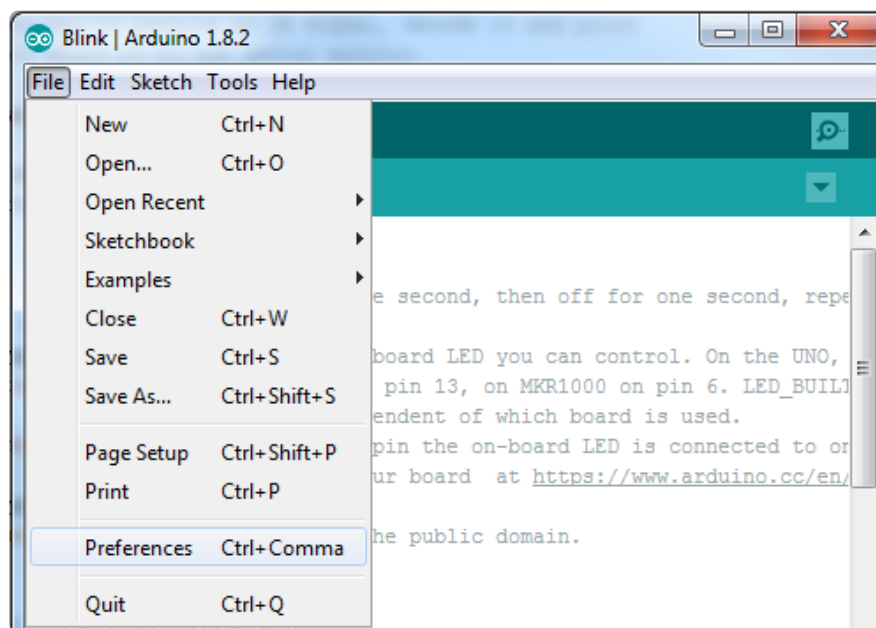 Blink | Arduino 1.8.2
File Edit Sketch Tools Help
New Ctrl+N
Open... Ctrl+O
Open Recent
Sketchbook
Examples
Close Ctrl+W
Save Ctrl+S
Save As... Ctrl+Shift+S
Page Setup Ctrl+Shift+P
Print Ctrl+P
Preferences Ctrl+Comma
Quit Ctrl+Q
e second, then off for one second, repe
board LED you can control. On the UNO,
pin 13, on MKR1000 on pin 6. LED_BUILT
endent of which board is used.
pin the on-board LED is connected to on
ur board at https://www.arduino.cc/en/
he public domain.